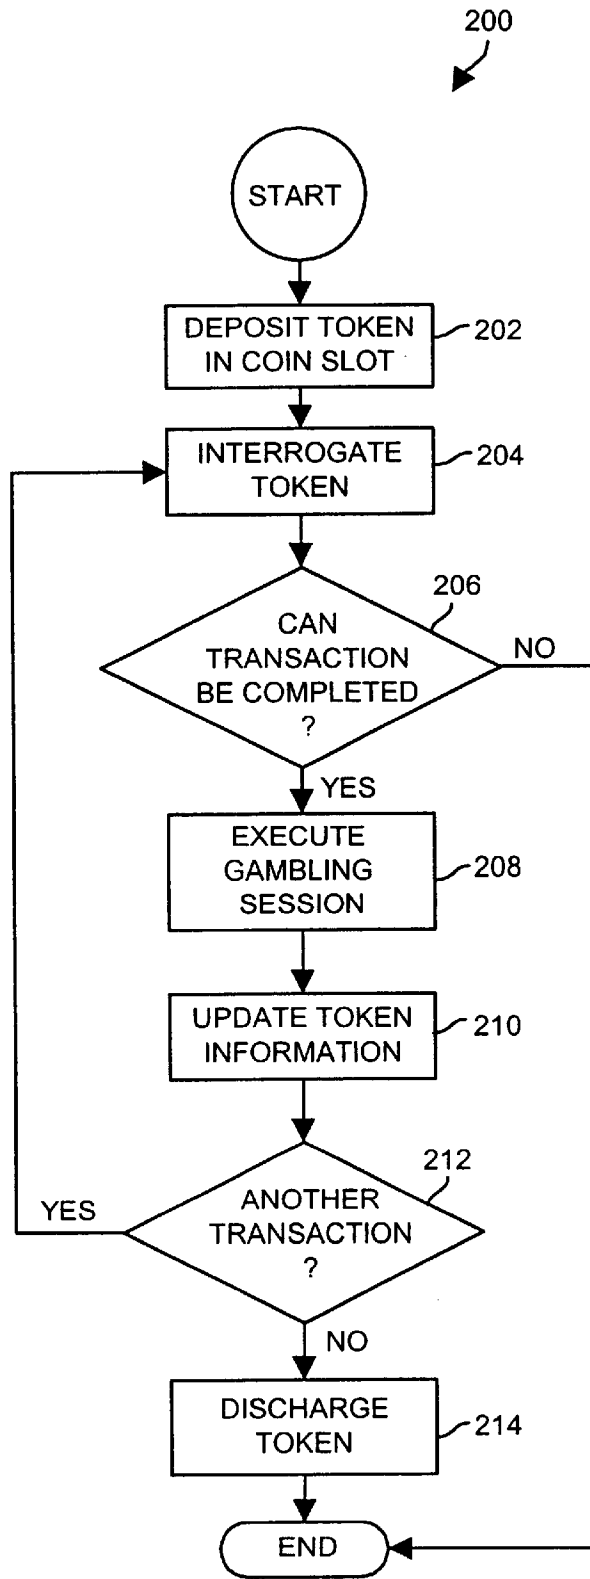 200
START
DEPOSIT TOKEN
IN COIN SLOT
202
INTERROGATE
TOKEN
204
206
CAN
TRANSACTION
BE COMPLETED
?
NO
YES
EXECUTE
GAMBLING
SESSION
208
UPDATE TOKEN
INFORMATION
210
212
ANOTHER
TRANSACTION
?
YES
NO
DISCHARGE
TOKEN
214
END